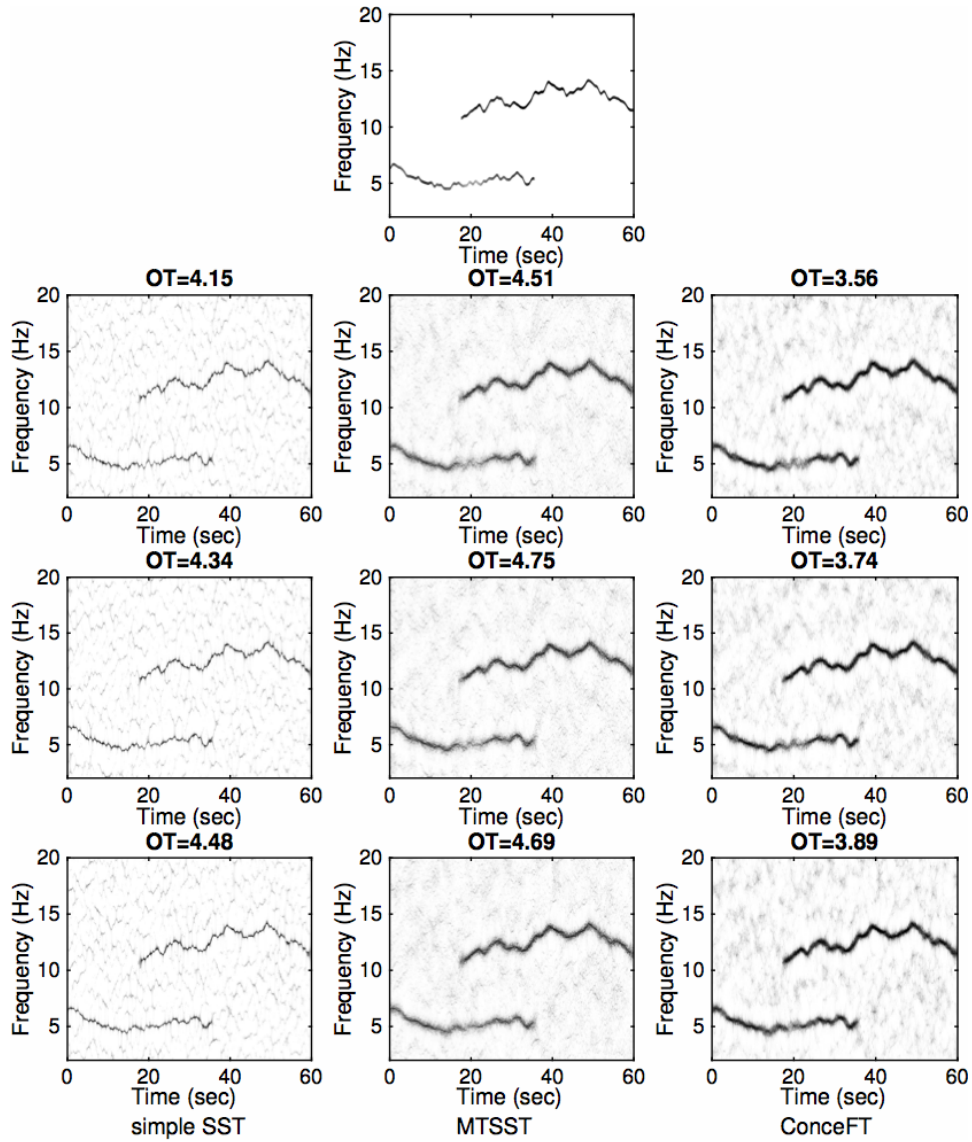 20
15
10
5
Frequency (Hz)
0 20 40 60
Time (sec)
OT=4.15 OT=4.51 OT=3.56
20 20 20
15 15 15
10 10 10
5 5 5
Frequency (Hz) Frequency (Hz) Frequency (Hz)
0 20 40 60 0 20 40 60 0 20 40 60
Time (sec) Time (sec) Time (sec)
OT=4.34 OT=4.75 OT=3.74
20 20 20
15 15 15
10 10 10
5 5 5
Frequency (Hz) Frequency (Hz) Frequency (Hz)
0 20 40 60 0 20 40 60 0 20 40 60
Time (sec) Time (sec) Time (sec)
OT=4.48 OT=4.69 OT=3.89
20 20 20
15 15 15
10 10 10
5 5 5
Frequency (Hz) Frequency (Hz) Frequency (Hz)
0 20 40 60 0 20 40 60 0 20 40 60
Time (sec) Time (sec) Time (sec)
simple SST MTSST ConceFT